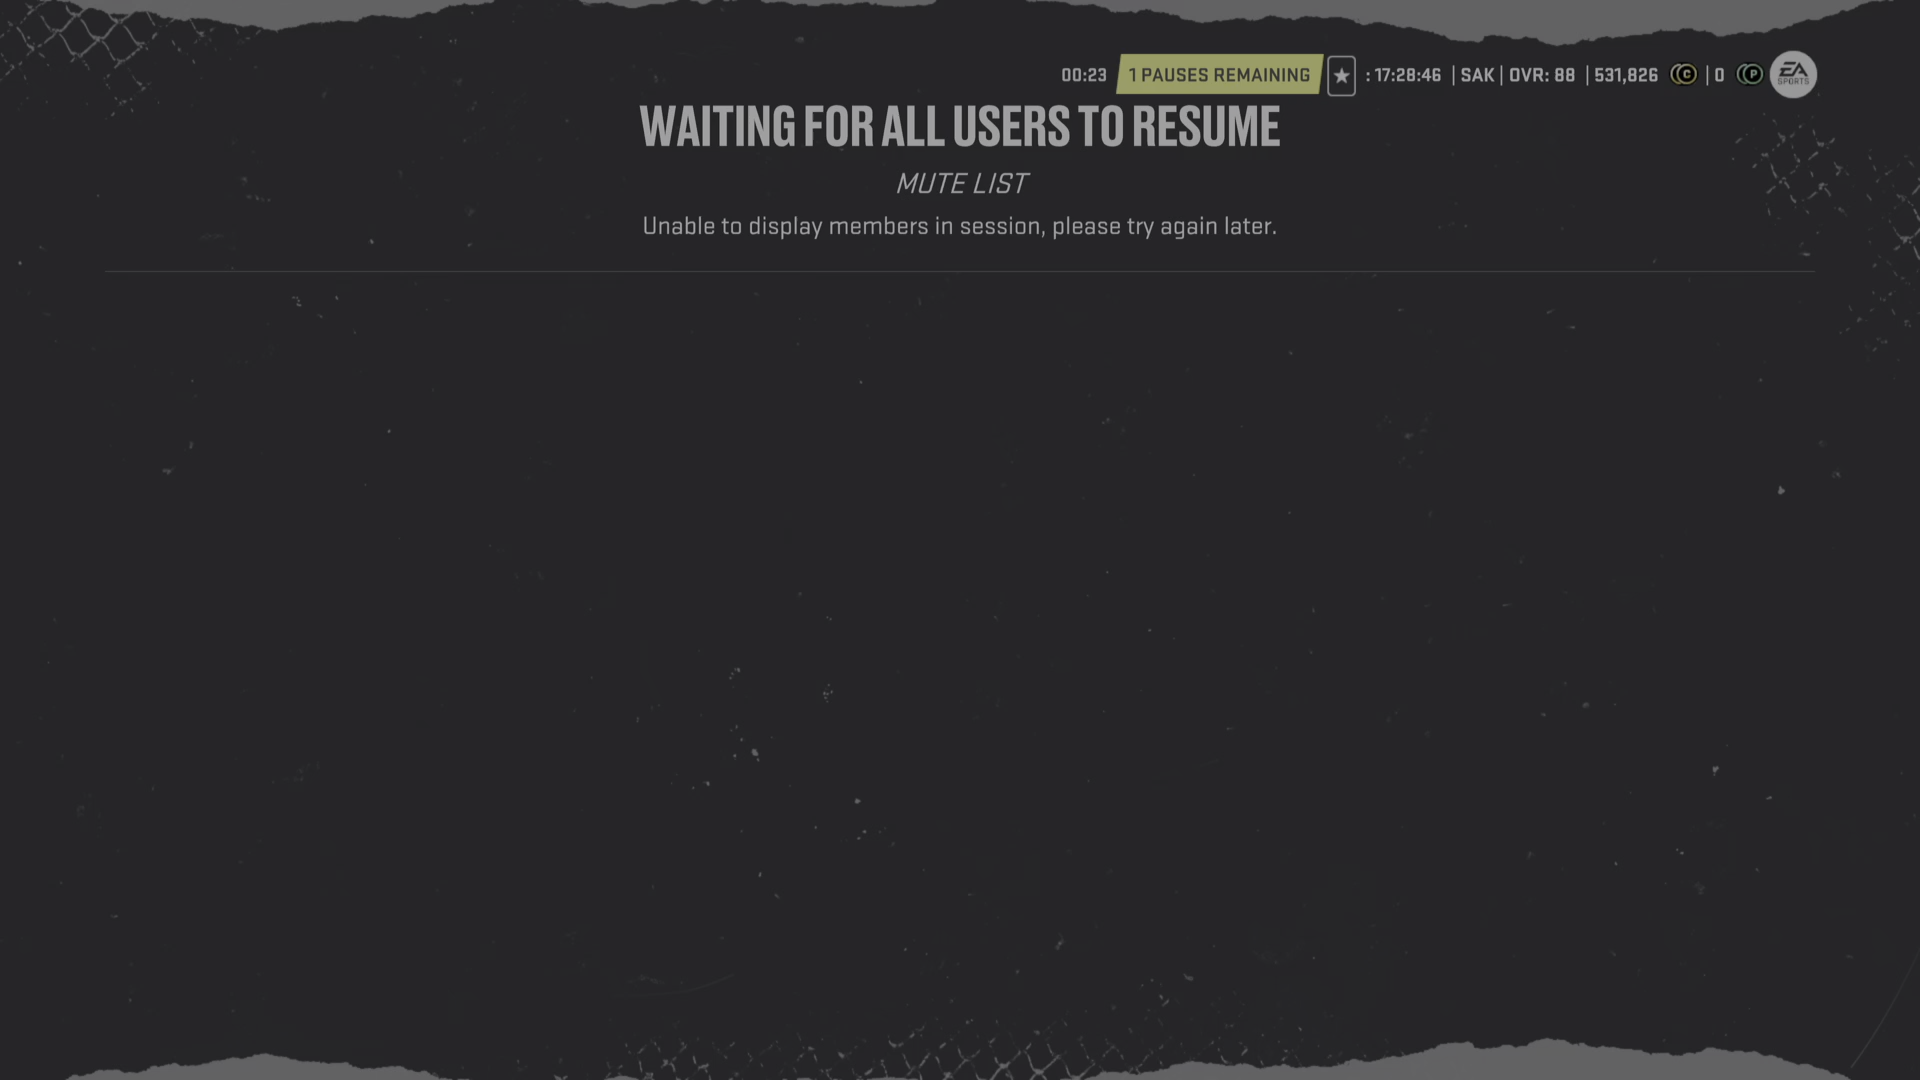 00:23 1 PAUSES REMAINING : 17:28:46 | SAK | OVR: 88 | 531,826 C | 0 P EA SPORTS
WAITING FOR ALL USERS TO RESUME
MUTE LIST
Unable to display members in session, please try again later.